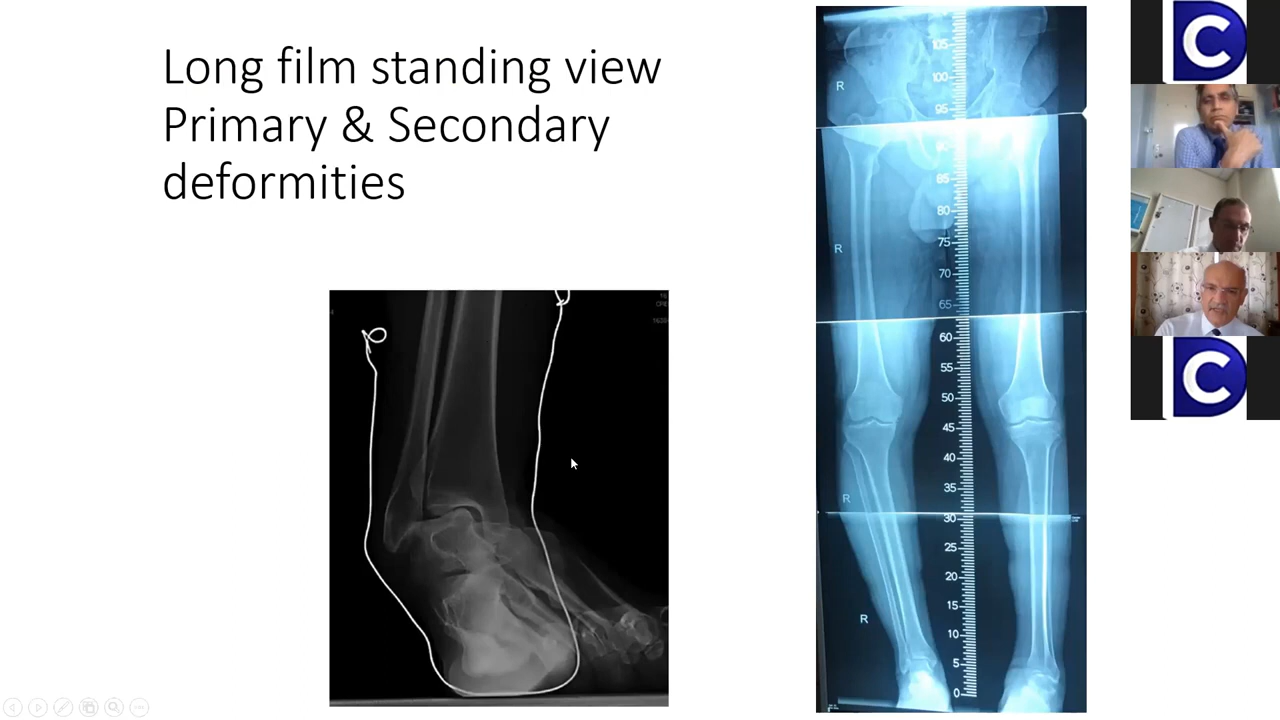 Long film standing view
Primary & Secondary
deformities
R
R
R
R
105
100
95
90
85
80
75
70
65
60
55
50
45
40
35
30
25
20
15
10
5
0
C
C